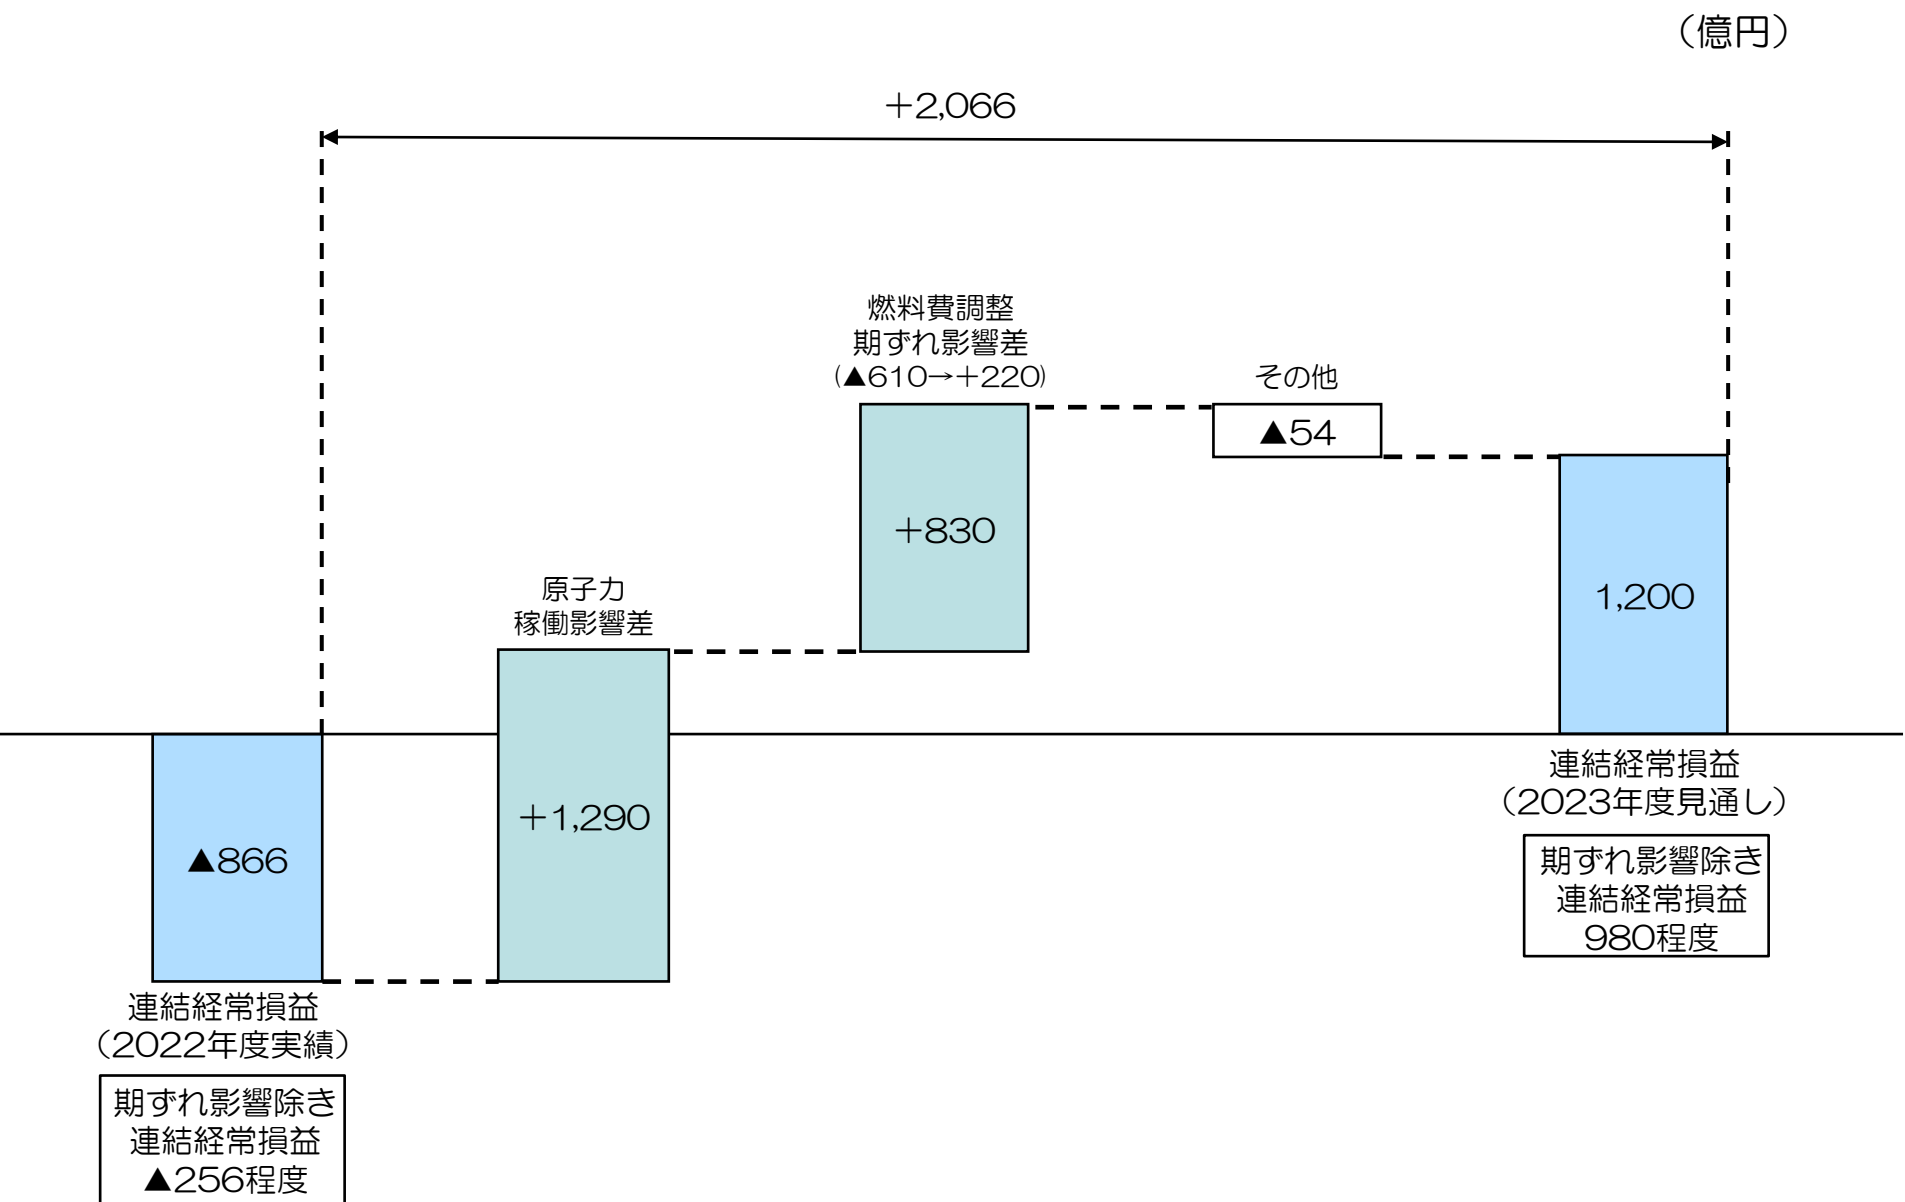 （億円）
＋2,066
燃料費調整
期ずれ影響差
(▲610→＋220)
その他
▲54
＋830
1,200
原子力
稼働影響差
＋1,290
▲866
連結経常損益
（2023年度見通し）
期ずれ影響除き
連結経常損益
980程度
連結経常損益
（2022年度実績）
期ずれ影響除き
連結経常損益
▲256程度